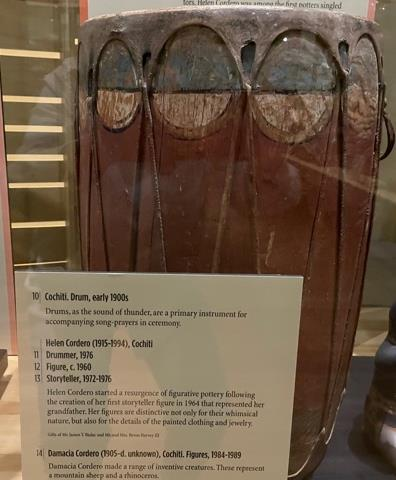 tors. Helen Cordero was among the first potters singled
10 Cochiti. Drum, early 1900s
Drums, as the sound of thunder, are a primary instrument for
accompanying song-prayers in ceremony.
Helen Cordero (1915-1994), Cochiti
11 Drummer, 1976
12 Figure, c. 1960
13 Storyteller, 1972-1976
Helen Cordero started a resurgence of figurative pottery following
the creation of her first storyteller figure in 1964 that represented her
grandfather. Her figures are distinctive not only for their whimsical
nature, but also for the details of the painted clothing and jewelry.
Gifts of Mr. James T. Bialac and Mr. and Mrs. Byron Harvey III
14 Damacia Cordero (1905-d. unknown), Cochiti. Figures, 1984-1989
Damacia Cordero made a range of inventive creatures. These represent
a mountain sheep and a rhinoceros.